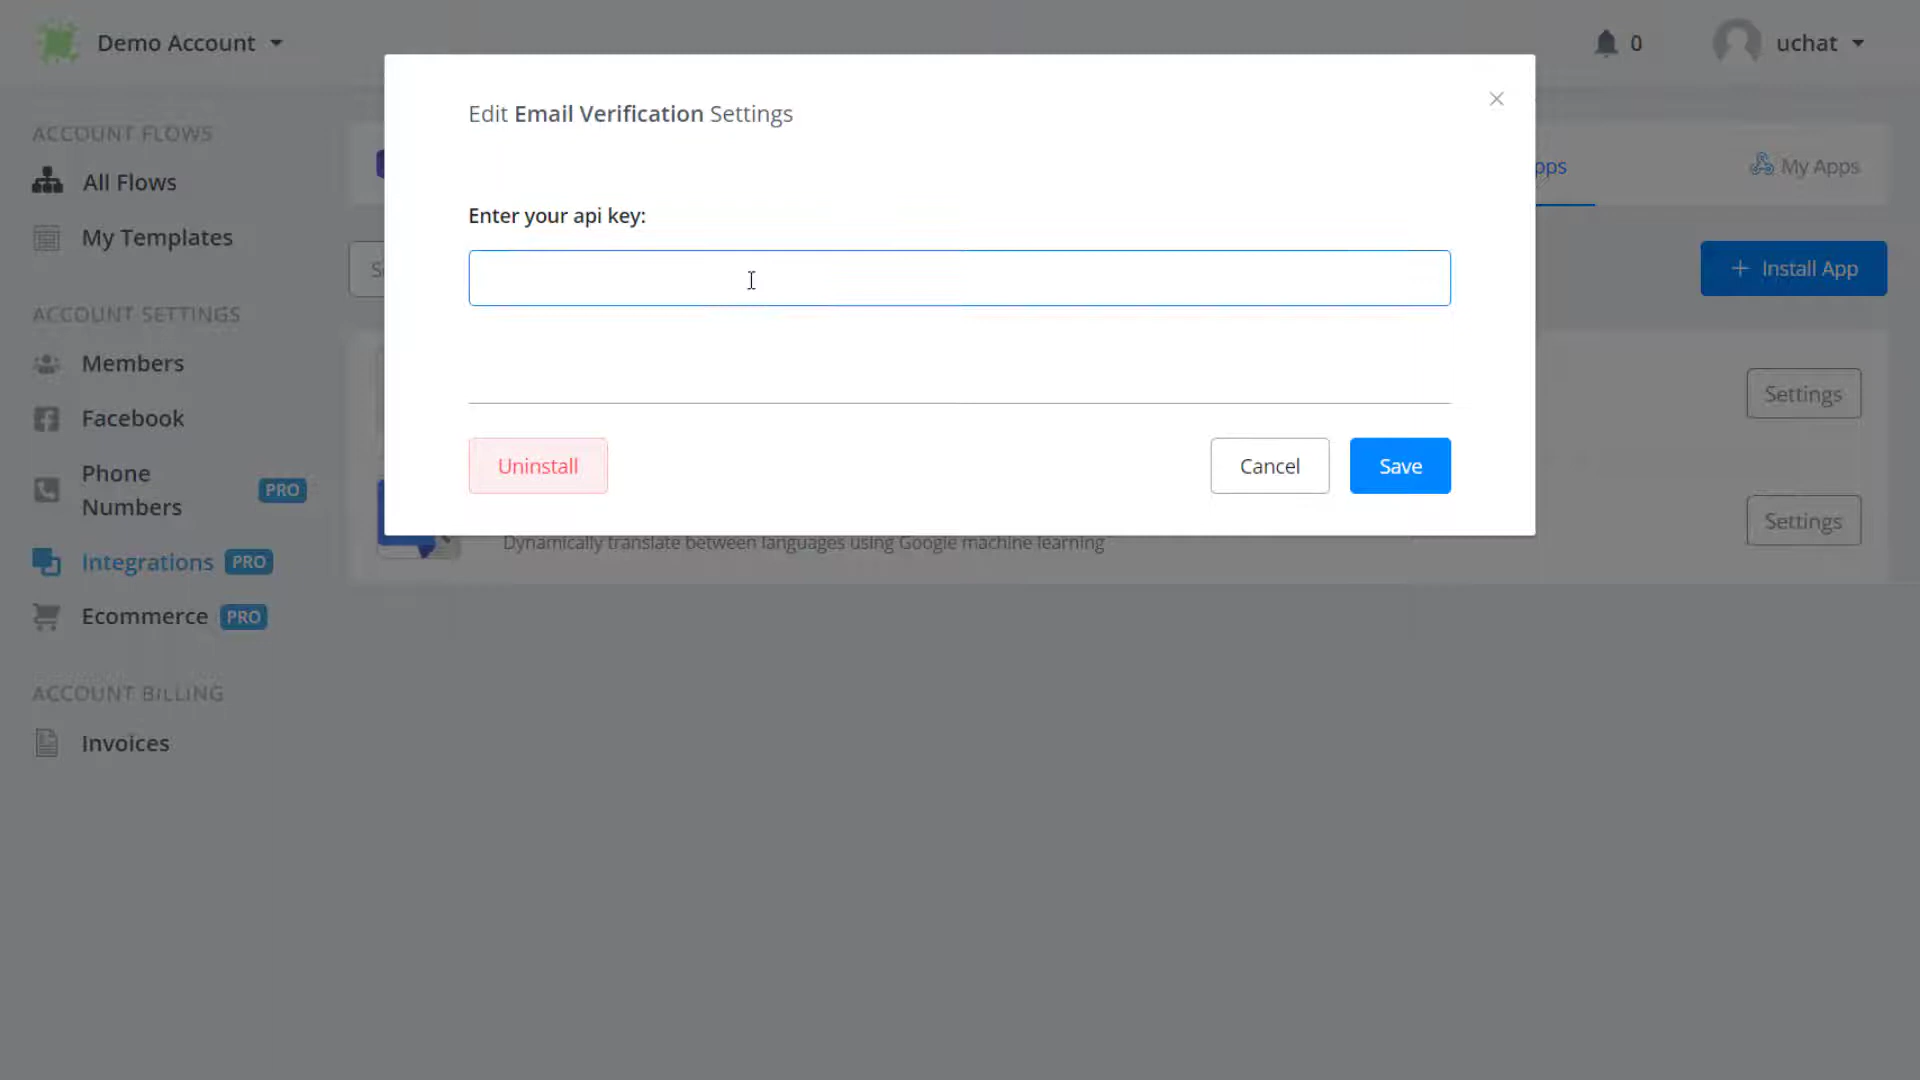 Demo Account
0
uchat
Edit Email Verification Settings
ACCOUNT FLOWS
All Flows
My Templates
pps
My Apps
Enter your api key:
S
+ Install App
ACCOUNT SETTINGS
Members
Facebook
Phone
Numbers
PRO
Integrations PRO
Ecommerce PRO
Settings
Uninstall
Cancel
Save
Settings
Dynamically translate between languages using Google machine learning
ACCOUNT BILLING
Invoices